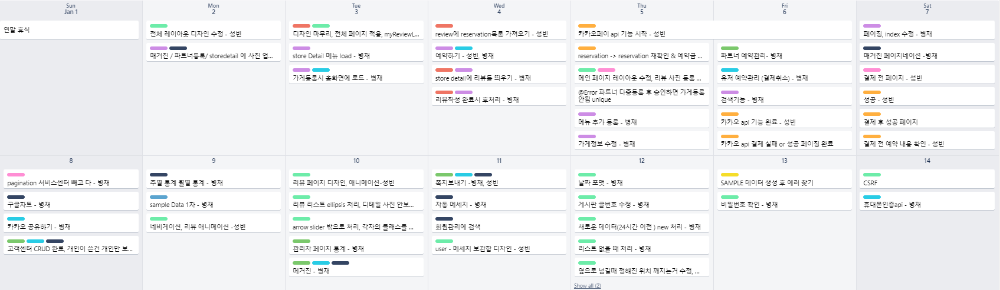 Sun
Jan 1
Mon
2
Tue
3
Wed
4
Thu
5
Fri
6
Sat
7
연말 휴식
전체 레이아웃 디자인 수정 - 성빈
매거진 / 파트너등록/ storedetail 에 사진 업...
디자인 마무리, 전체 페이지 적용, myReviewL...
store Detail 메뉴 load - 병재
가게등록시 홈화면에 로드 - 병재
review에 reservation목록 가져오기 - 성빈
예약하기 - 성빈, 병재
store detail에 리뷰들 띄우기 - 병재
리뷰작성 완료시 후처리 - 병재
카카오페이 api 기능 시작 - 성빈
reservation -> reservation 재확인 & 예약금 ...
메인 페이지 레이아웃 수정, 리뷰 사진 등록 ...
@Error 파트너 다중등록 후 승인하면 가게등록
안됨 unique
메뉴 추가 등록 - 병재
가게정보 수정 - 병재
파트너 예약관리- 병재
유저 예약관리 (결제취소) - 병재
검색기능 - 병재
카카오 api 기능 완료 - 성빈
카카오 api 결제 실패 or 성공 페이징 완료
페이징, index 수정 - 병재
매거진 페이지네이션 -병재
결제 전 페이지 - 성빈
성공 - 성빈
결제 후 성공 페이지
결제 전 예약 내용 확인 - 성빈
8
9
10
11
12
13
14
pagination 서비스센터 빼고 다 - 병재
구글차트 - 병재
카카오 공유하기 - 병재
고객센터 CRUD 완료, 개인이 쓴건 개인만 보...
주별 통계 월별 통계 - 병재
sample Data 1차 - 병재
네비게이션, 리뷰 애니메이션 -성빈
리뷰 페이지 디자인, 애니메이션-성빈
리뷰 리스트 ellipsis 처리, 디테일 사진 안보...
arrow slider 밖으로 처리, 각자의 클래스를 ...
관리자 페이지 통계 - 병재
메거진 - 병재
쪽지보내기 -병재, 성빈
자동 메세지 - 병재
회원관리에 검색
user - 메세지 보관함 디자인 - 성빈
날짜 포맷 - 병재
게시판 글번호 수정 - 병재
새로운 데이터(24시간 이전 ) new 처리 - 병재
리스트 없을 때 처리 - 병재
옆으로 넘길때 정해진 위치 깨지는거 수정, ...
Show all (2)
SAMPLE 데이터 생성 후 에러 찾기
비밀번호 확인 - 병재
CSRF
휴대폰인증api - 병재